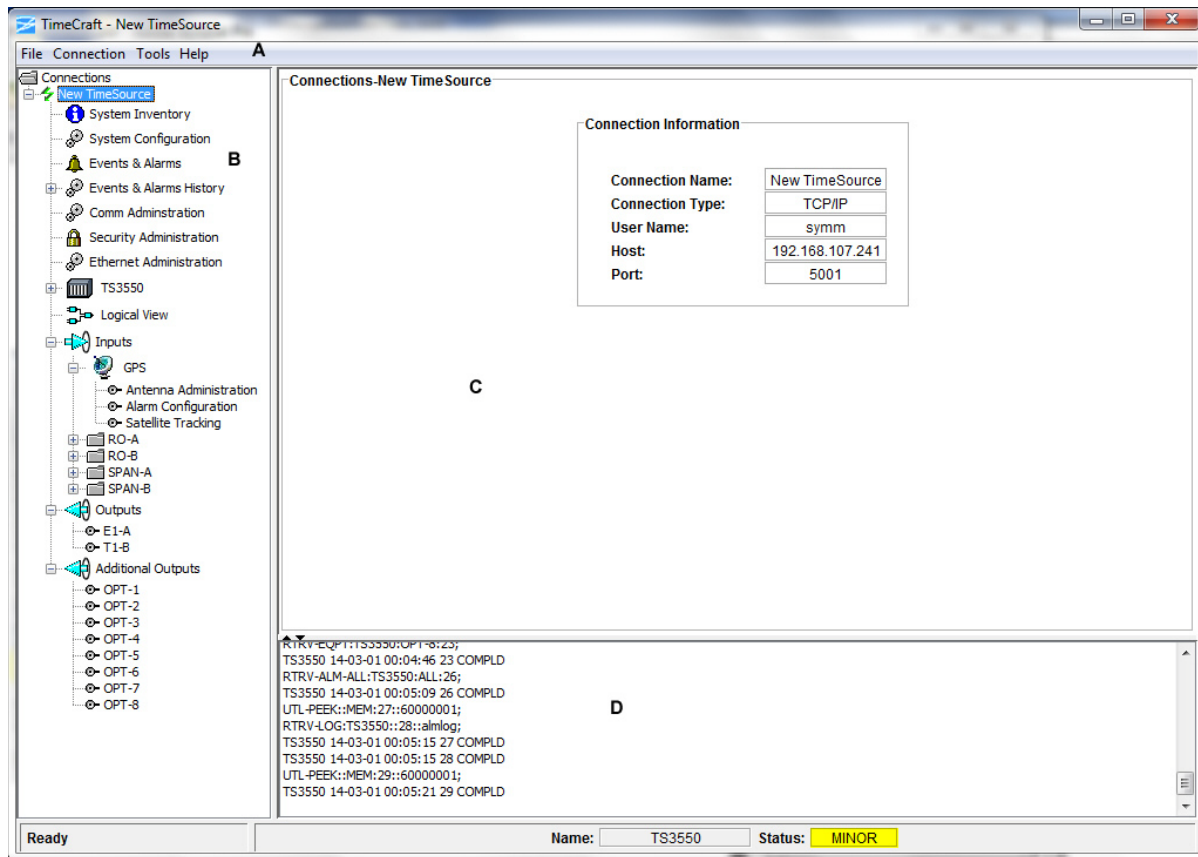 TimeCraft - New TimeSource
File Connection Tools Help
A
Connections
New TimeSource
System Inventory
System Configuration
Events & Alarms
B
Events & Alarms History
Comm Adminstration
Security Administration
Ethernet Administration
TS3550
Logical View
Inputs
GPS
Antenna Administration
Alarm Configuration
Satellite Tracking
RO-A
RO-B
SPAN-A
SPAN-B
Outputs
E1-A
T1-B
Additional Outputs
OPT-1
OPT-2
OPT-3
OPT-4
OPT-5
OPT-6
OPT-7
OPT-8
Connections-New TimeSource
Connection Information
Connection Name: New TimeSource
Connection Type: TCP/IP
User Name: symm
Host: 192.168.107.241
Port: 5001
C
RTRV-EQPT:TS3550:OPT-8:23;
TS3550 14-03-01 00:04:46 23 COMPLD
RTRV-ALM-ALL:TS3550:ALL:26;
TS3550 14-03-01 00:05:09 26 COMPLD
UTL-PEEK::MEM:27::60000001;
D
RTRV-LOG:TS3550::28::almlog;
TS3550 14-03-01 00:05:15 27 COMPLD
TS3550 14-03-01 00:05:15 28 COMPLD
UTL-PEEK::MEM:29::60000001;
TS3550 14-03-01 00:05:21 29 COMPLD
Ready
Name: TS3550 Status: MINOR